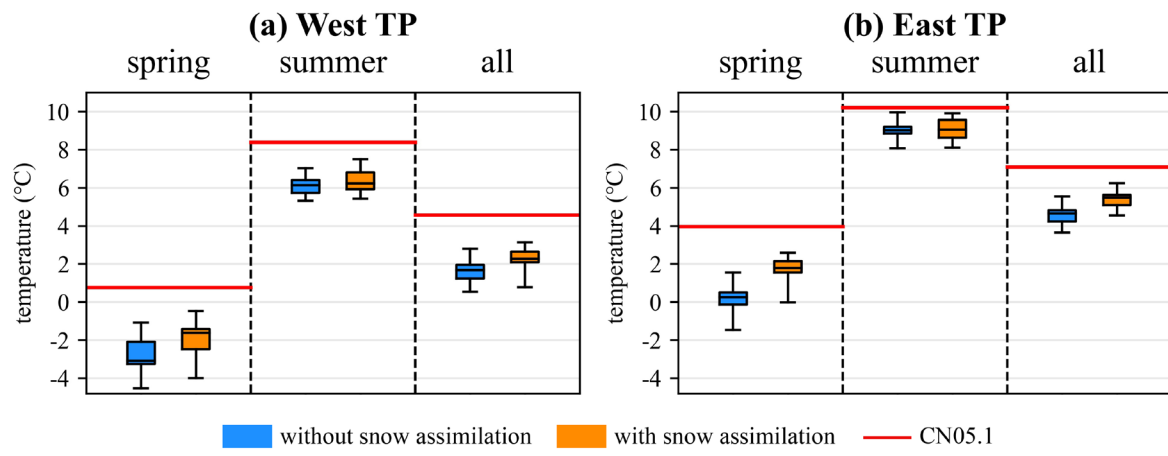 (a) West TP
spring summer all
temperature (°C)
10
8
6
4
2
0
-2
-4
(b) East TP
spring summer all
temperature (°C)
10
8
6
4
2
0
-2
-4
without snow assimilation with snow assimilation CN05.1